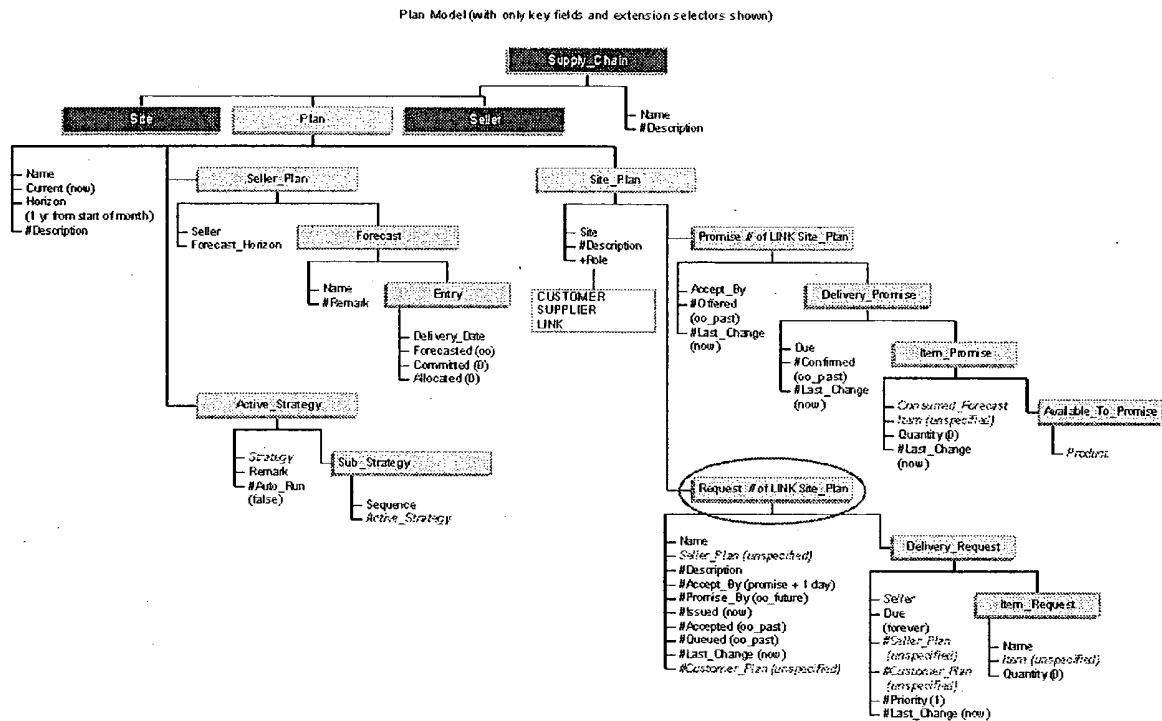 Plan Model (with only key fields and extension selectors shown)
Supply_Chain
Name
#Description
Site
Plan
Seller
Name
Current (now)
Horizon
(1 yr from start of month)
#Description
Seller_Plan
Seller
Forecast_Horizon
Forecast
Name
#Remark
Entry
Delivery_Date
Forecasted (oo)
Committed (0)
Allocated (0)
Active_Strategy
Strategy
Remark
#Auto_Run
(false)
Sub_Strategy
Sequence
Active_Strategy
Site_Plan
Site
#Description
+Role
CUSTOMER
SUPPLIER
LINK
Promise # of LINK Site_Plan
Accept_By
#Offered
(oo_past)
#Last_Change
(now)
Delivery_Promise
Due
#Confirmed
(oo_past)
#Last_Change
(now)
Item_Promise
Consumed_Forecast
Item (unspecified)
Quantity (0)
#Last_Change
(now)
Available_To_Promise
Product
Request # of LINK Site_Plan
Name
Seller_Plan (unspecified)
#Description
#Accept_By (promise + 1 day)
#Promise_By (oo_future)
#Issued (now)
#Accepted (oo_past)
#Queued (oo_past)
#Last_Change (now)
#Customer_Plan (unspecified)
Delivery_Request
Seller
Due
(forever)
#Seller_Plan
(unspecified)
#Customer_Plan
(unspecified)
#Priority (1)
#Last_Change (now)
Item_Request
Name
Item (unspecified)
Quantity (0)